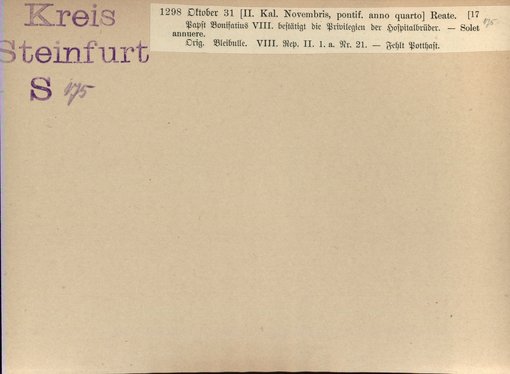 Kreis
Steinfurt
S 175
1298 Oktober 31 [II. Kal. Novembris, pontif. anno quarto] Reate. [17
175
Papst Bonifatius VIII. bestätigt die Privilegien der Hospitalbrüder. — Solet
annuere.
Orig. Bleibulle. VIII. Rep. II. 1. a. Nr. 21. — Fehlt Potthast.